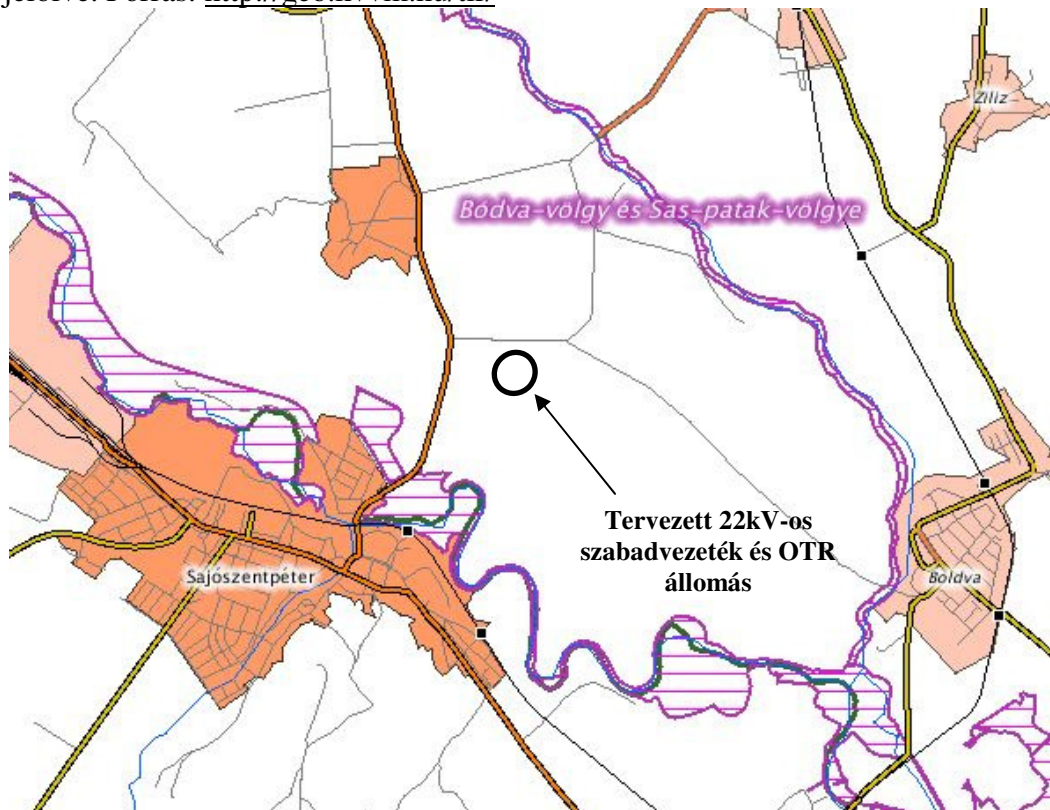 Ziliz
Bódva-völgy és Sas-patak-völgye
Tervezett 22kV-os
szabadvezeték és OTR
állomás
Sajószentpéter
Boldva